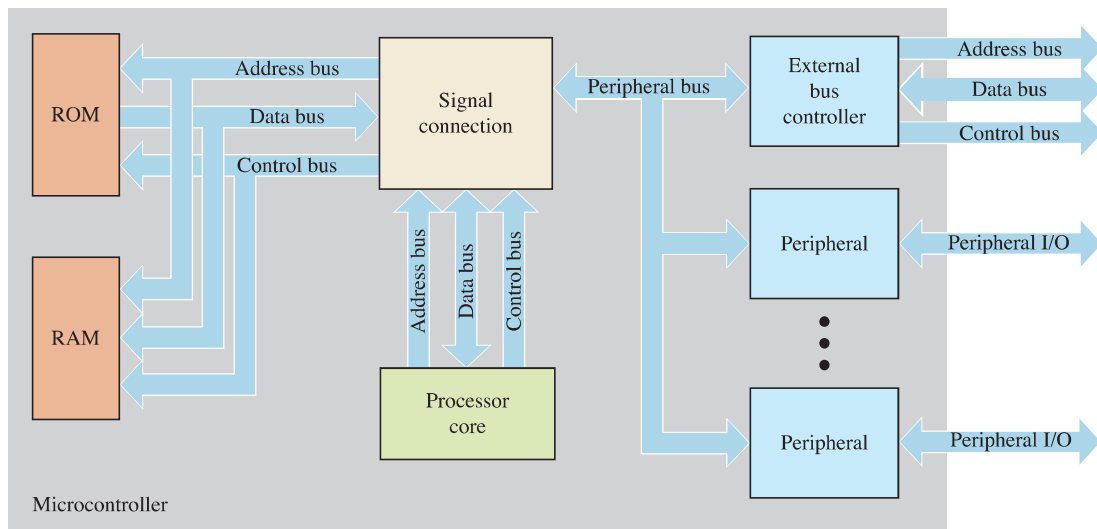 ROM
Address bus
Data bus
Control bus
Signal
connection
Peripheral bus
External
bus
controller
Address bus
Data bus
Control bus
RAM
Address bus
Data bus
Control bus
Processor
core
Peripheral
Peripheral I/O
Peripheral
Peripheral I/O
Microcontroller